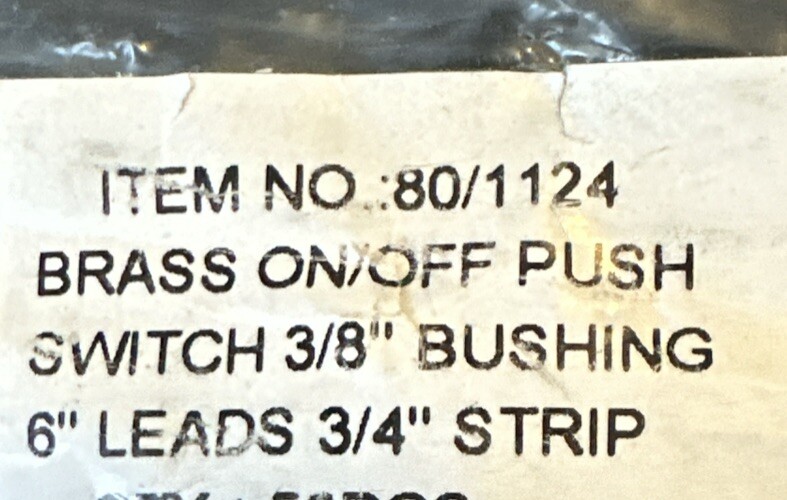 ITEM NO.:80/1124
BRASS ON/OFF PUSH
SWITCH 3/8" BUSHING
6" LEADS 3/4" STRIP